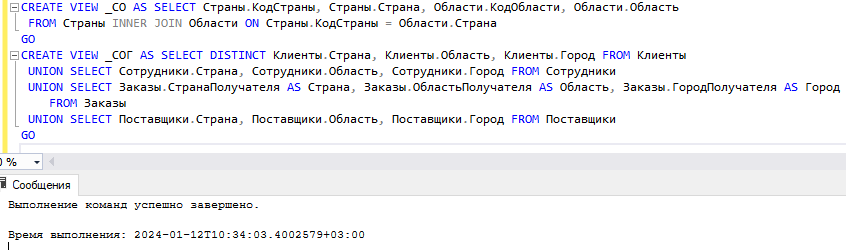 CREATE VIEW _СО AS SELECT Страны.КодСтраны, Страны.Страна, Области.КодОбласти, Области.Область
FROM Страны INNER JOIN Области ON Страны.КодСтраны = Области.Страна
GO
CREATE VIEW _СОГ AS SELECT DISTINCT Клиенты.Страна, Клиенты.Область, Клиенты.Город FROM Клиенты
UNION SELECT Сотрудники.Страна, Сотрудники.Область, Сотрудники.Город FROM Сотрудники
UNION SELECT Заказы.СтранаПолучателя AS Страна, Заказы.ОбластьПолучателя AS Область, Заказы.ГородПолучателя AS Город
FROM Заказы
UNION SELECT Поставщики.Страна, Поставщики.Область, Поставщики.Город FROM Поставщики
GO
0 %
Сообщения
Выполнение команд успешно завершено.
Время выполнения: 2024-01-12T10:34:03.4002579+03:00